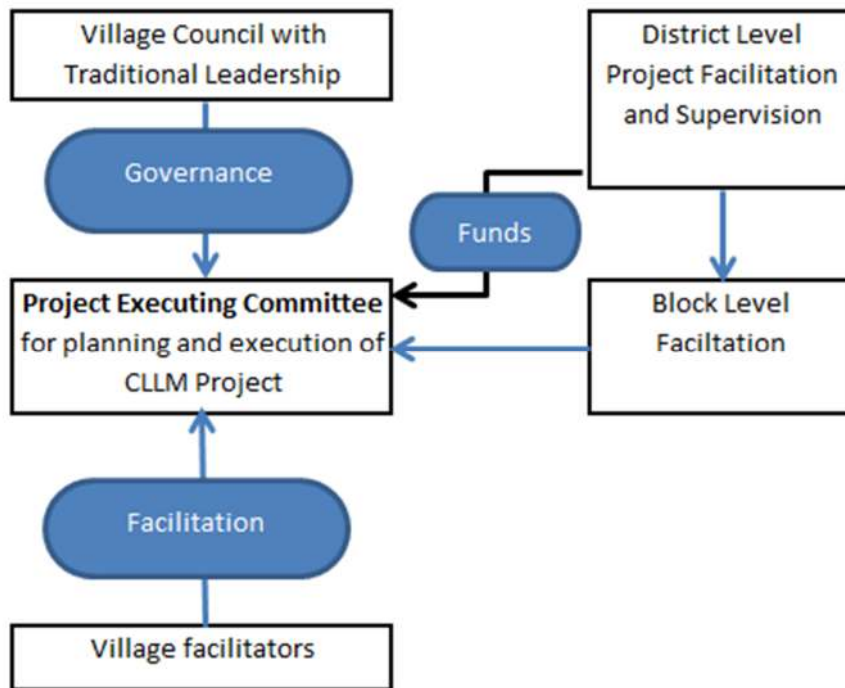 Village Council with
Traditional Leadership
District Level
Project Facilitation
and Supervision
Governance
Funds
Project Executing Committee
for planning and execution of
CLLM Project
Block Level
Faciltation
Facilitation
Village facilitators